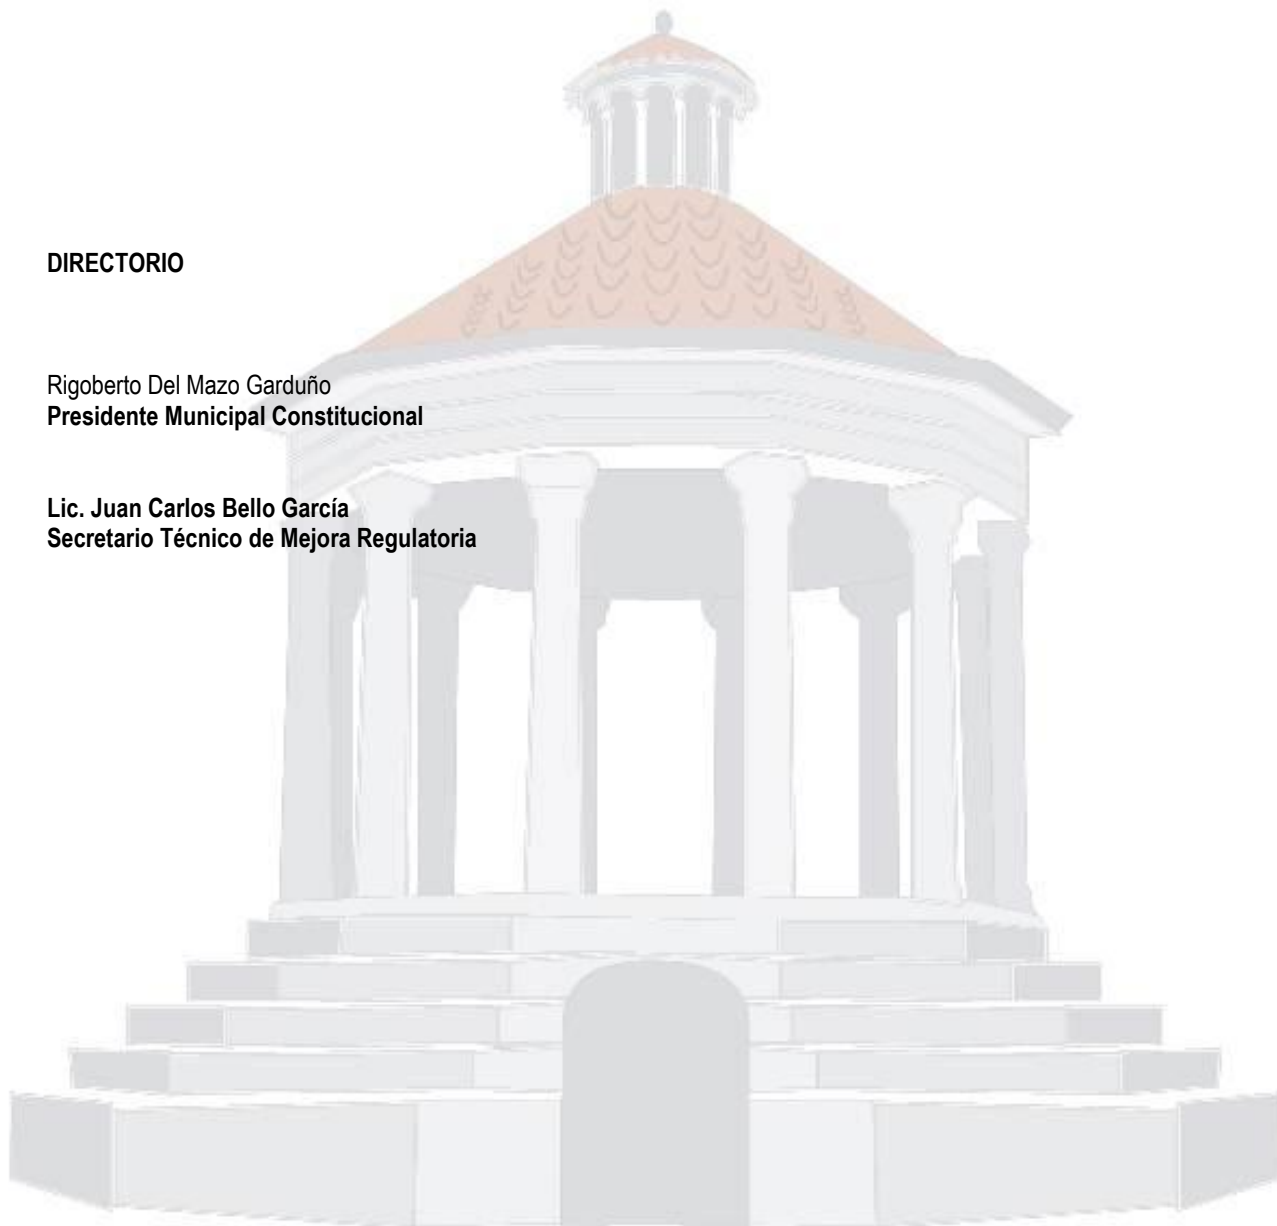 DIRECTORIO
Rigoberto Del Mazo Garduño
Presidente Municipal Constitucional
Lic. Juan Carlos Bello García
Secretario Técnico de Mejora Regulatoria